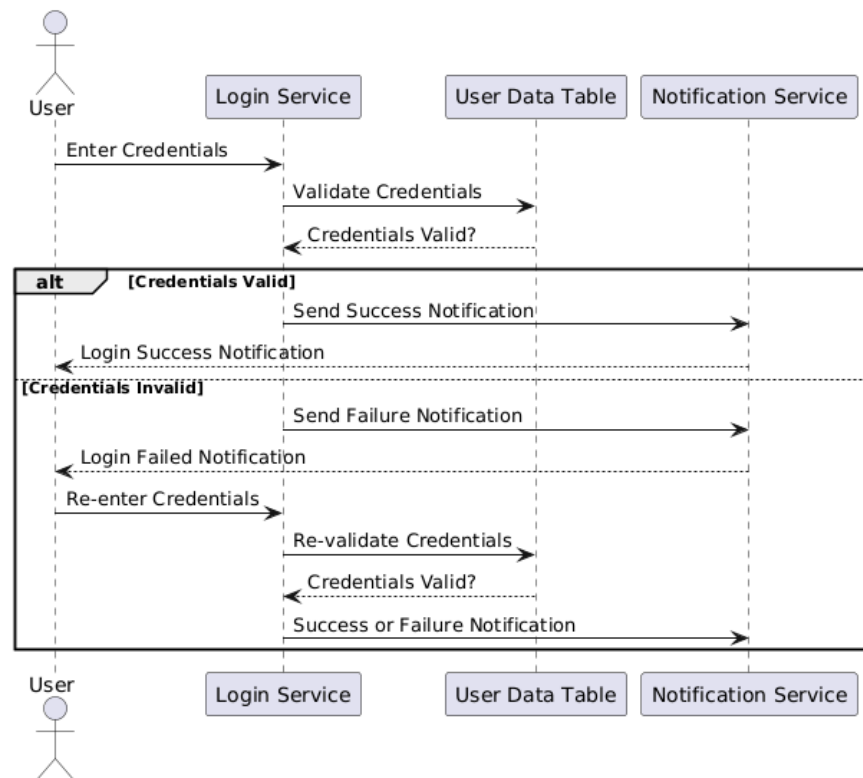 User
Login Service
User Data Table
Notification Service
Enter Credentials
Validate Credentials
Credentials Valid?
alt
[Credentials Valid]
Send Success Notification
Login Success Notification
[Credentials Invalid]
Send Failure Notification
Login Failed Notification
Re-enter Credentials
Re-validate Credentials
Credentials Valid?
Success or Failure Notification
User
Login Service
User Data Table
Notification Service